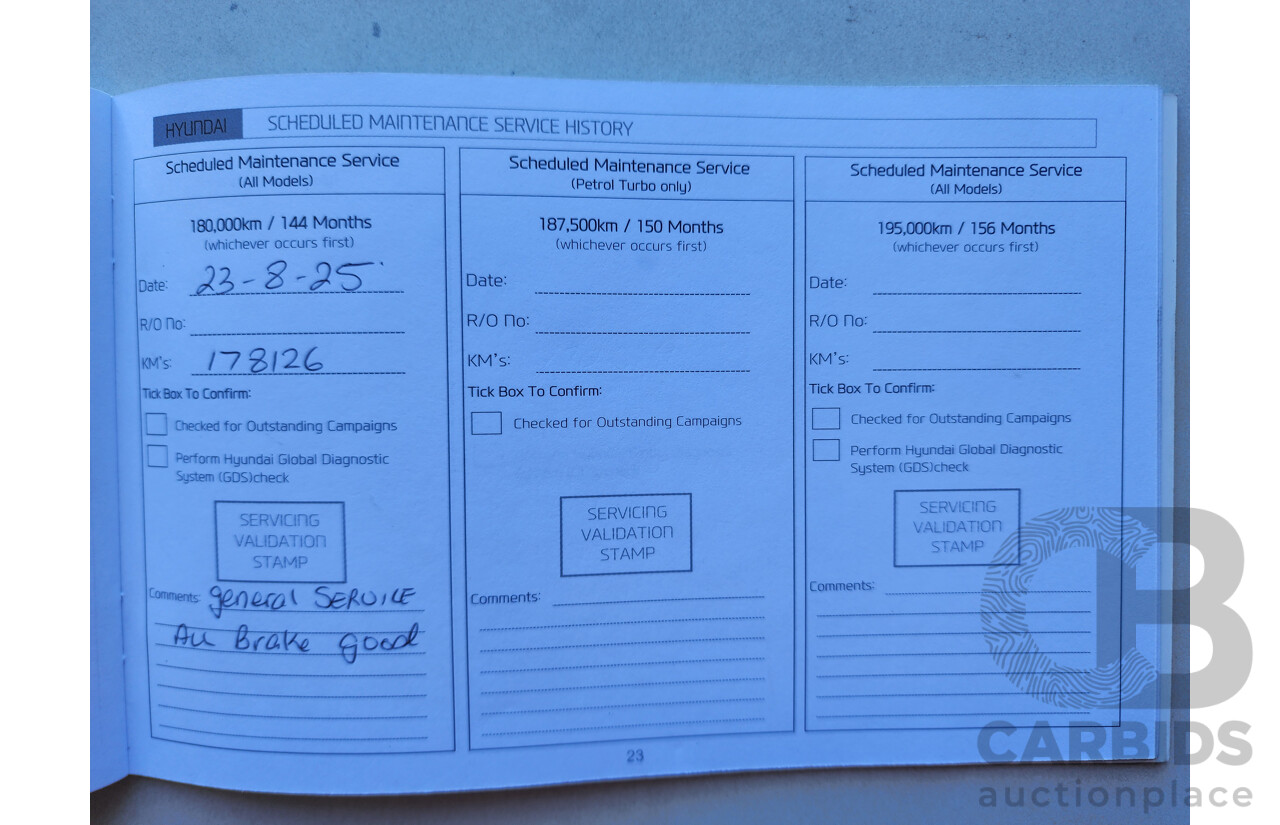 HYUNDAI SCHEDULED MAINTENANCE SERVICE HISTORY
Scheduled Maintenance Service
(All Models)
180,000km / 144 Months
(whichever occurs first)
Date: 23-8-25
R/O No:
KM's: 178126
Tick Box To Confirm:
Checked for Outstanding Campaigns
Perform Hyundai Global Diagnostic
System (GDS)check
SERVICING
VALIDATION
STAMP
Comments: general SERVICE
All Brake good
Scheduled Maintenance Service
(Petrol Turbo only)
187,500km / 150 Months
(whichever occurs first)
Date:
R/O No:
KM's:
Tick Box To Confirm:
Checked for Outstanding Campaigns
SERVICING
VALIDATION
STAMP
Comments:
Scheduled Maintenance Service
(All Models)
195,000km / 156 Months
(whichever occurs first)
Date:
R/O No:
KM's:
Tick Box To Confirm:
Checked for Outstanding Campaigns
Perform Hyundai Global Diagnostic
System (GDS)check
SERVICING
VALIDATION
STAMP
Comments:
23
CARBIDS
auctionplace